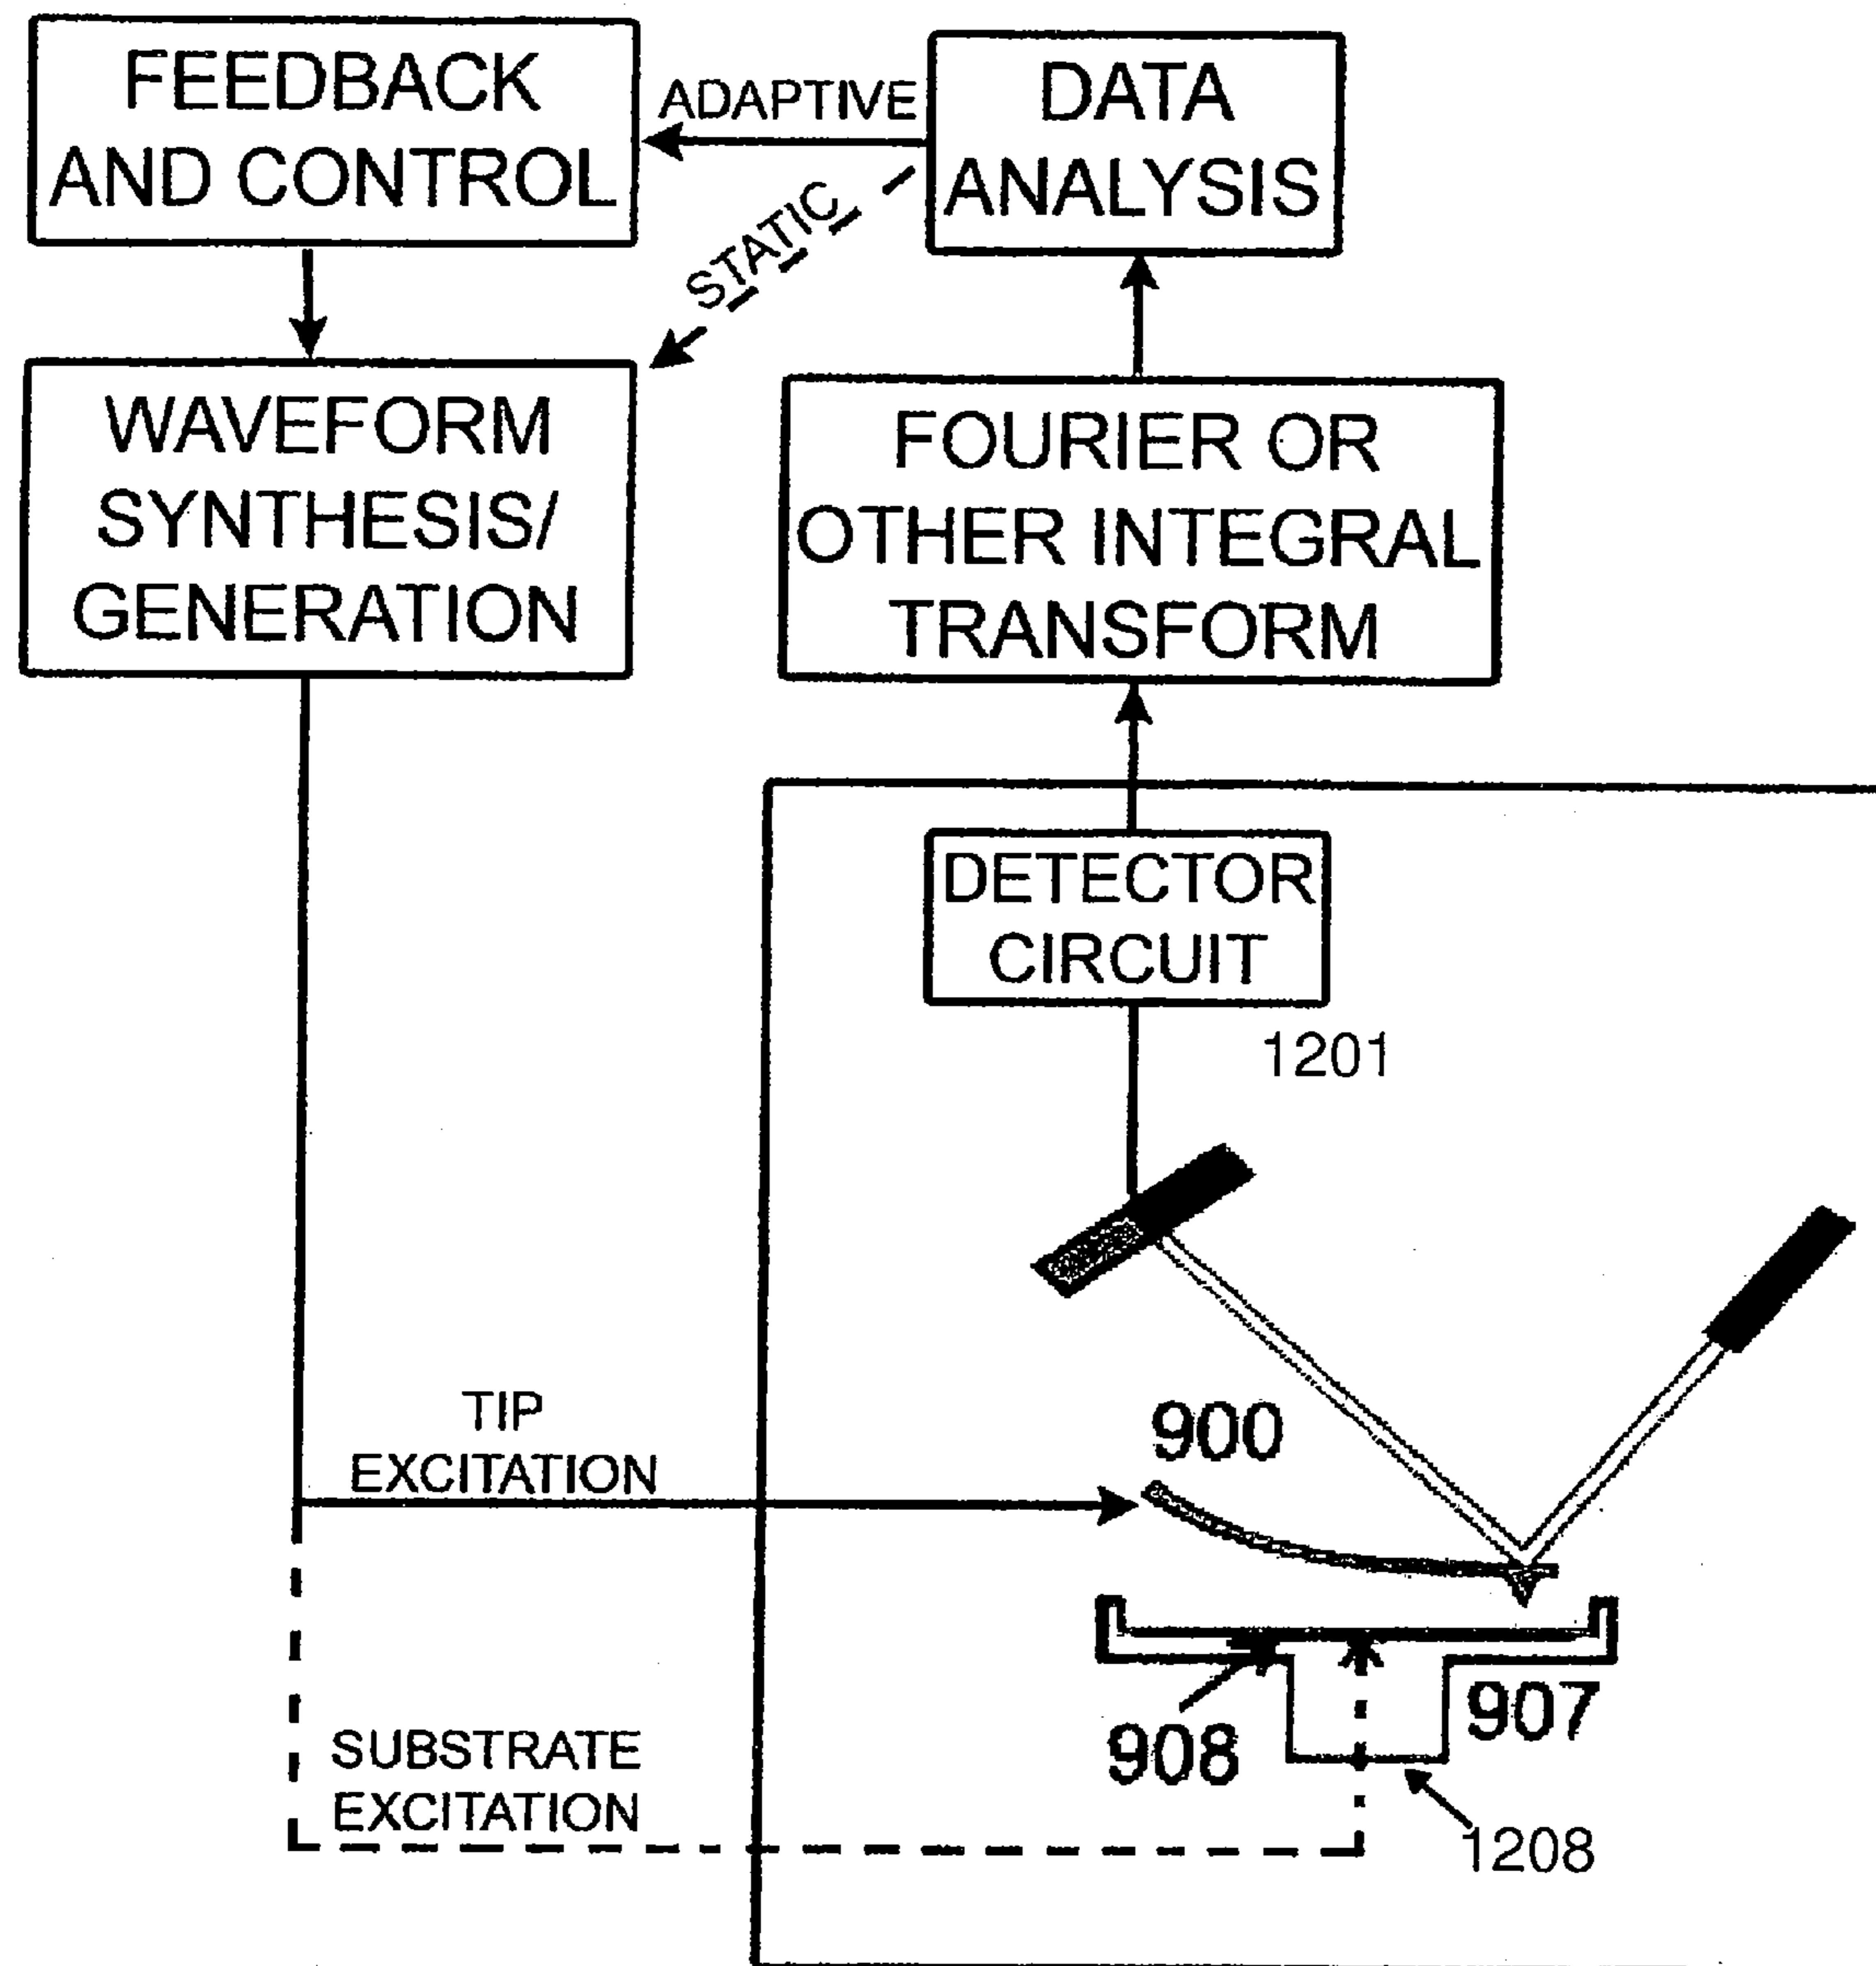 FEEDBACK
AND CONTROL
ADAPTIVE
DATA
ANALYSIS
STATIC
WAVEFORM
SYNTHESIS/
GENERATION
FOURIER OR
OTHER INTEGRAL
TRANSFORM
DETECTOR
CIRCUIT
1201
900
TIP
EXCITATION
907
908
SUBSTRATE
EXCITATION
1208